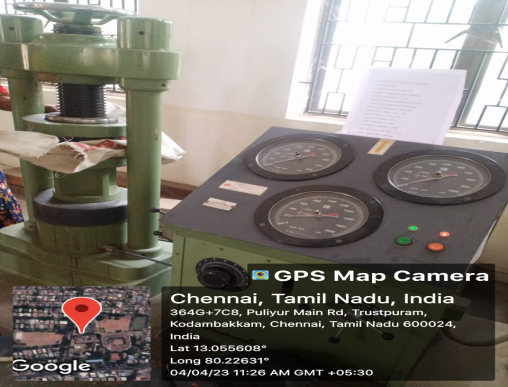 GPS Map Camera
Chennai, Tamil Nadu, India
364G+7C8, Puliyur Main Rd, Trustpuram,
Kodambakkam, Chennai, Tamil Nadu 600024,
India
Lat 13.055608°
Long 80.22631°
04/04/23 11:26 AM GMT +05:30
Google